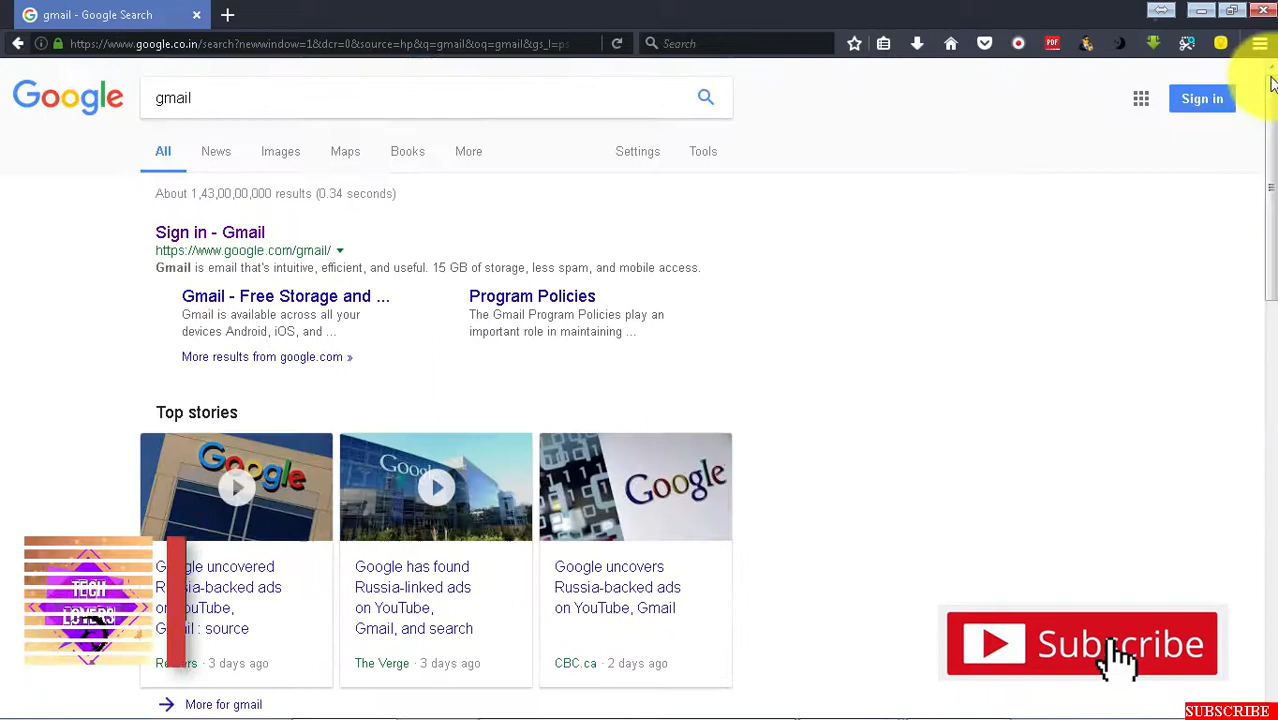 gmail - Google Search
https://www.google.co.in/search?newwindow=1&dcr=0&source=hp&q=gmail&oq=gmail&gs_l=ps
Search
PDF
Google
gmail
Sign in
All News Images Maps Books More Settings Tools
About 1,43,00,00,000 results (0.34 seconds)
Sign in - Gmail
https://www.google.com/gmail/
Gmail is email that's intuitive, efficient, and useful. 15 GB of storage, less spam, and mobile access.
Gmail - Free Storage and ...
Gmail is available across all your
devices Android, iOS, and ...
Program Policies
The Gmail Program Policies play an
important role in maintaining ...
More results from google.com »
Top stories
Google
Google
Google
uncovered
backed ads
Gmail : source
3 days ago
Google has found
Russia-linked ads
on YouTube,
Gmail, and search
The Verge · 3 days ago
Google uncovers
Russia-backed ads
on YouTube, Gmail
CBC.ca · 2 days ago
More for gmail
TECH
LOVERS
Subscribe
SUBSCRIBE